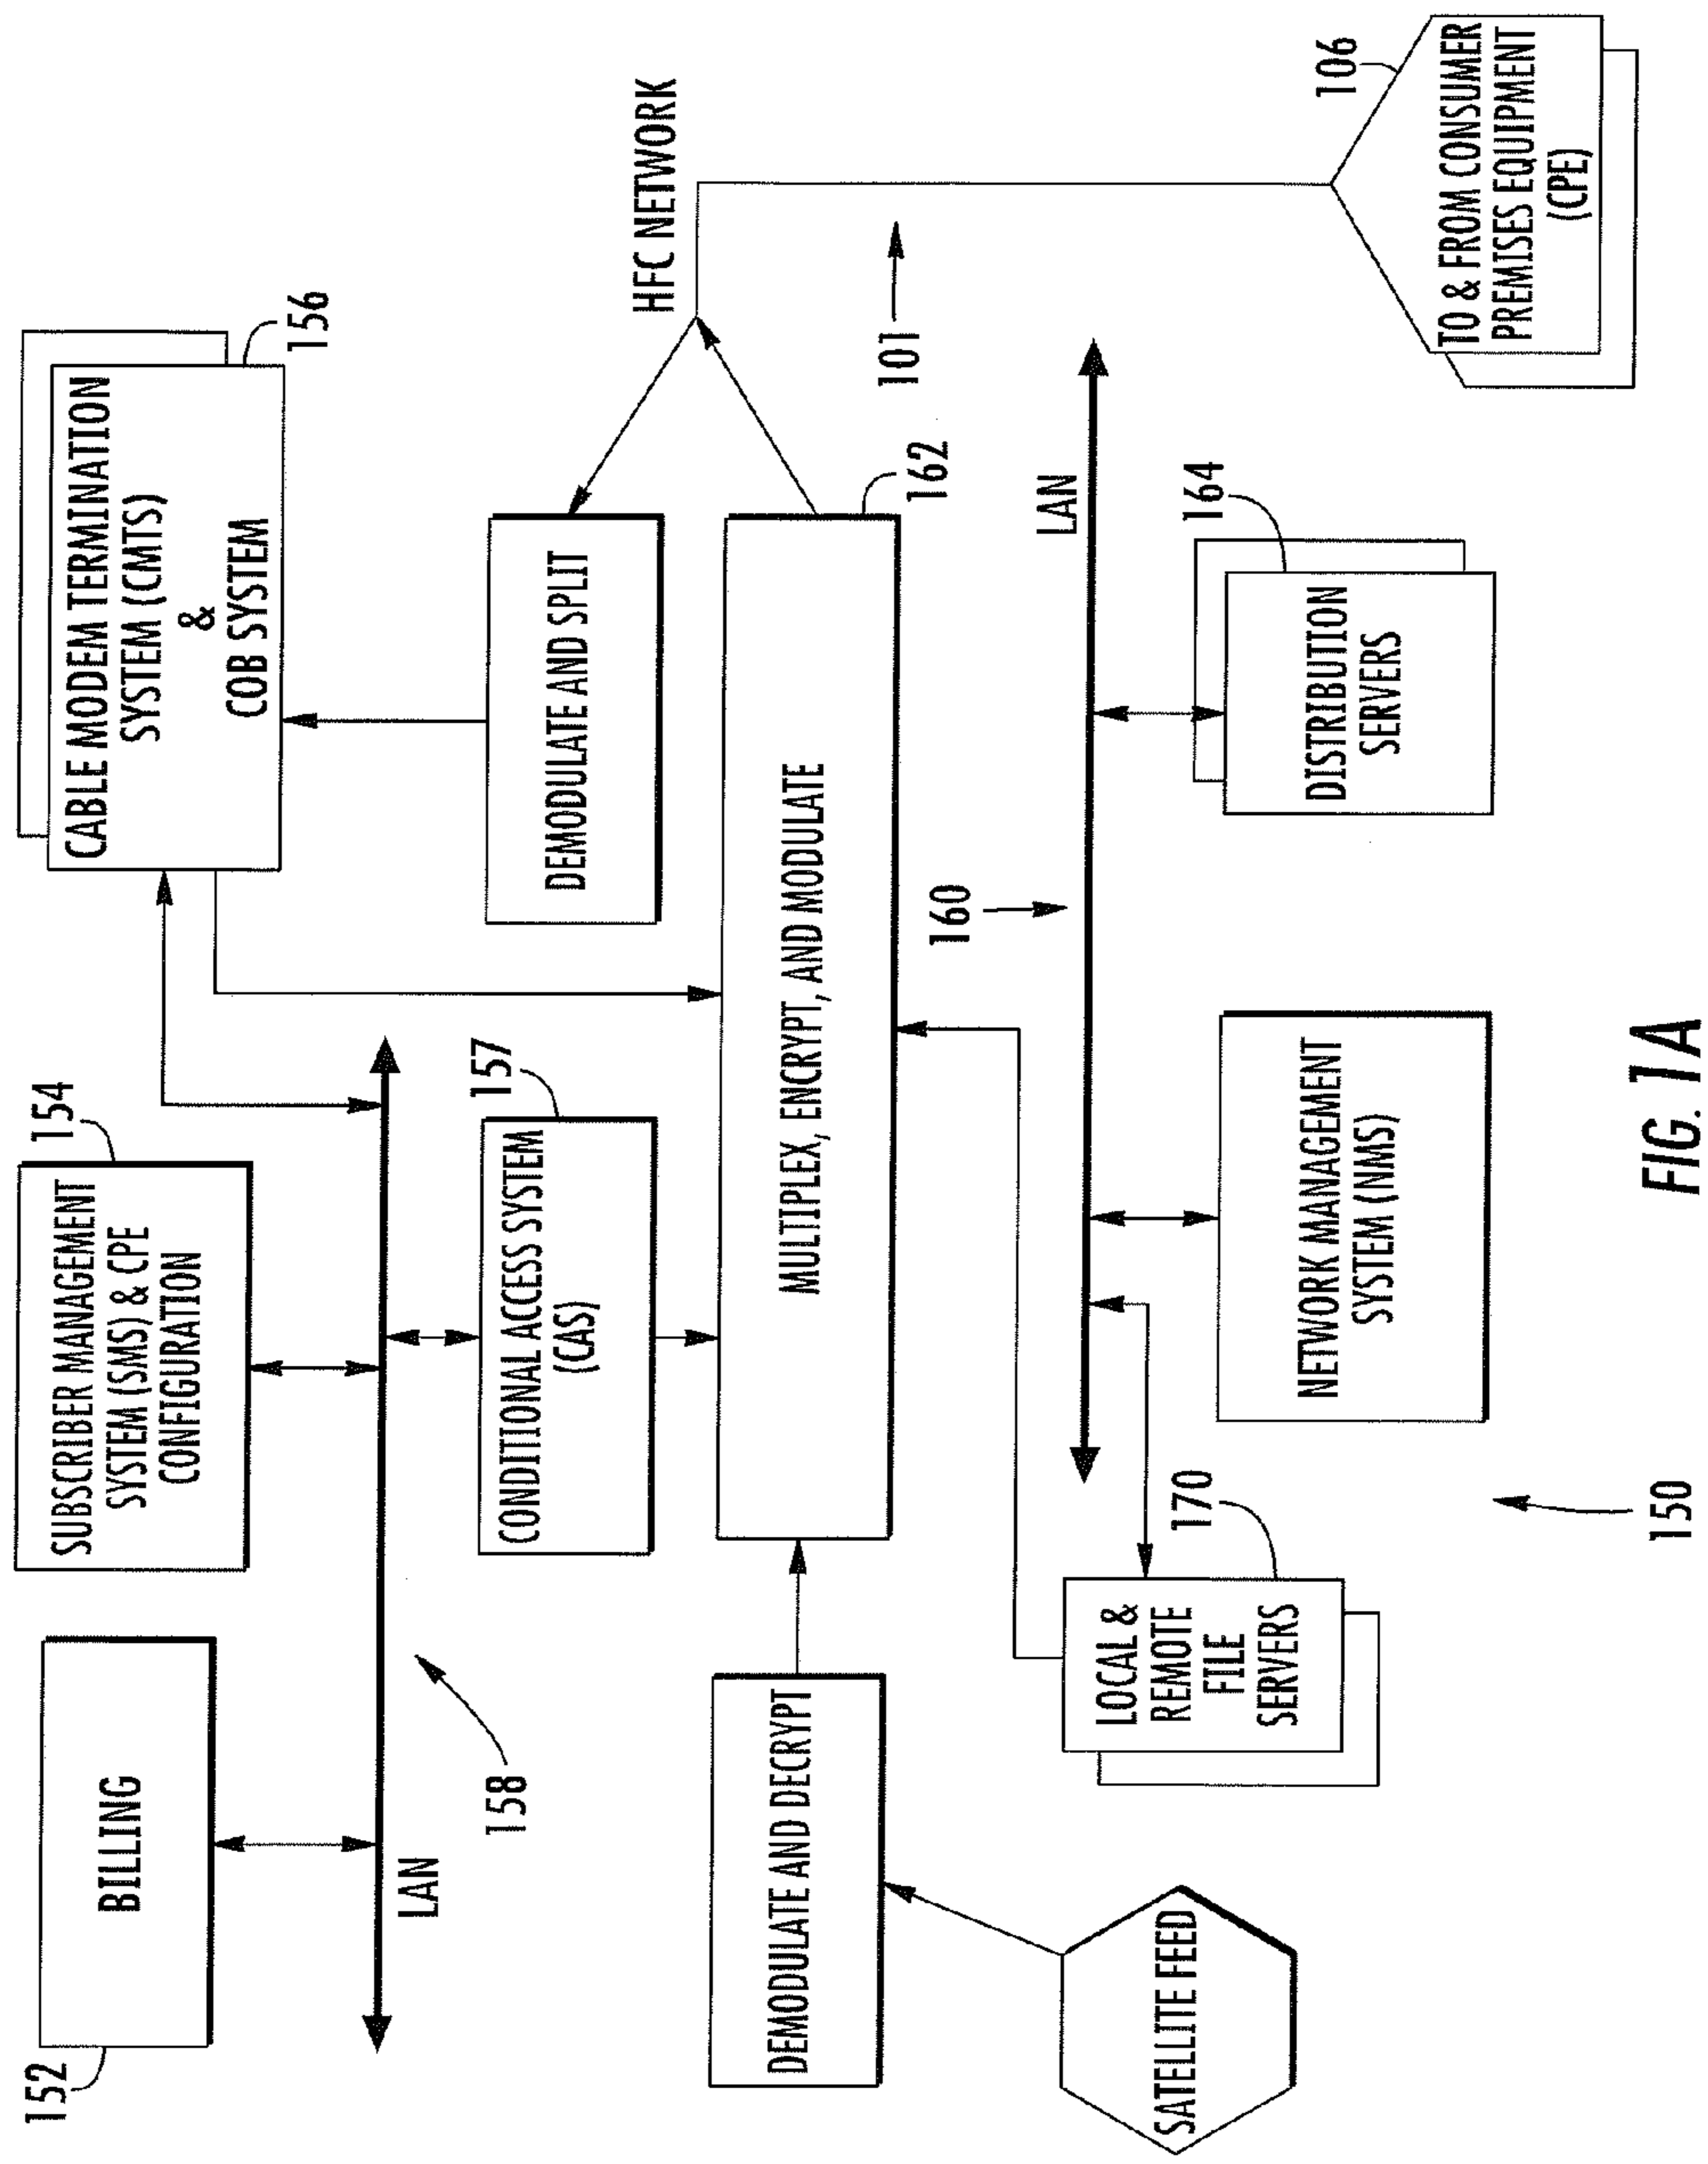 152
BILLING
154
SUBSCRIBER MANAGEMENT
SYSTEM (SMS) & CPE
CONFIGURATION
CABLE MODEM TERMINATION
SYSTEM (CMTS)
&
COB SYSTEM
156
LAN
158
157
CONDITIONAL ACCESS SYSTEM
(CAS)
DEMODULATE AND SPLIT
HFC NETWORK
DEMODULATE AND DECRYPT
MULTIPLEX, ENCRYPT, AND MODULATE
162
101
SATELLITE FEED
LOCAL &
REMOTE
FILE
SERVERS
170
160
LAN
NETWORK MANAGEMENT
SYSTEM (NMS)
164
DISTRIBUTION
SERVERS
106
TO & FROM CONSUMER
PREMISES EQUIPMENT
(CPE)
150
FIG. 1A